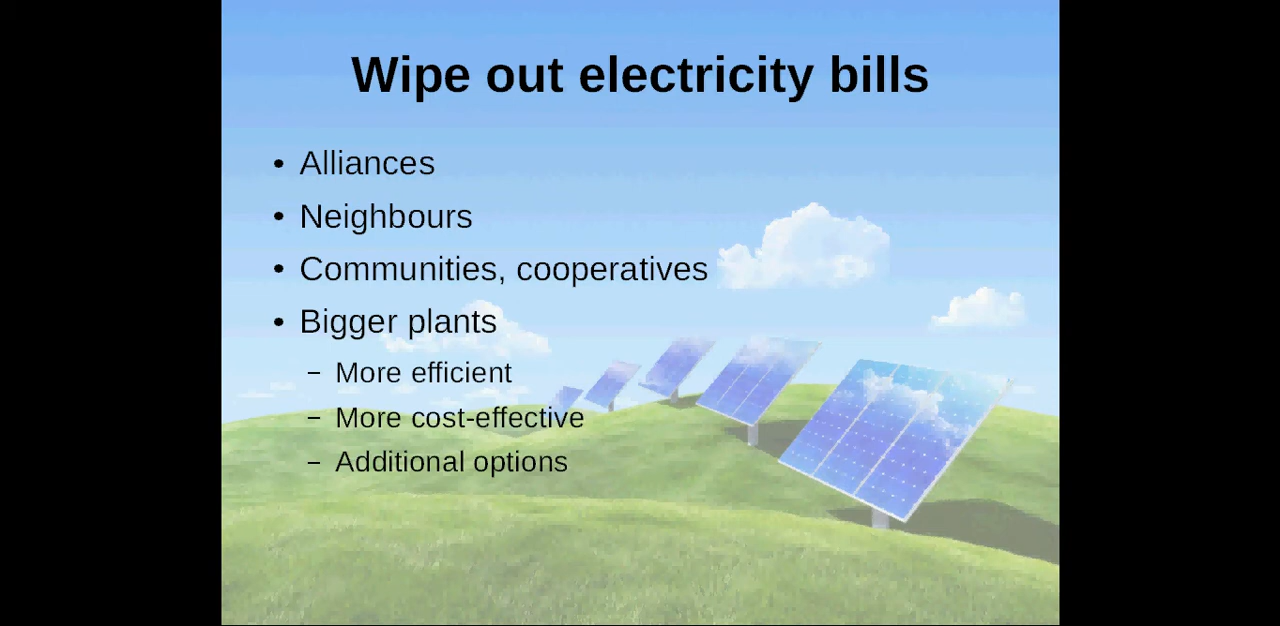 Wipe out electricity bills
• Alliances
• Neighbours
• Communities, cooperatives
• Bigger plants
– More efficient
– More cost-effective
– Additional options